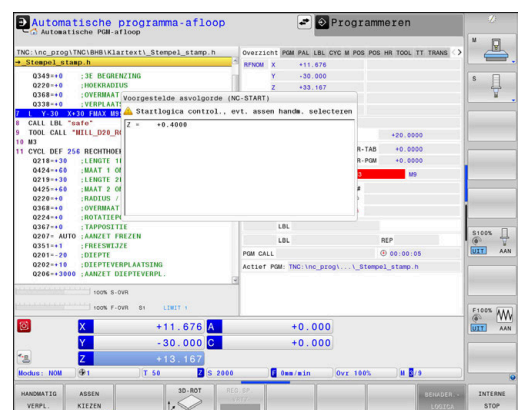 Automatische programma-afloop
Automatische PGM-afloop
Programmeren
TNC:\nc_prog\TNC\BHB\Klartext\_Stempel_stamp.h
→_Stempel_stamp.h
Q349=+0 ;3E BEGRENZING
Q220=+0 ;HOEKRADIUS
Q368=+0 ;OVERMAAT
Q338=+0 ;VERPLAATS
7 L Y-30 X+30 FMAX M9
8 CALL LBL "safe"
9 TOOL CALL "MILL_D20_RO
10 M3
11 CYCL DEF 256 RECHTHOEK
Q218=+30 ;LENGTE 1E
Q424=+60 ;MAAT 1 O
Q219=+30 ;LENGTE 2E
Q425=+60 ;MAAT 2 O
Q220=+0 ;RADIUS /
Q368=+0 ;OVERMAAT
Q224=+0 ;ROTATIEP
Q367=+0 ;TAPPOSITIE
Q207= AUTO ;AANZET FREZEN
Q351=+1 ;FREESWIJZE
Q201=-20 ;DIEPTE
Q202=+10 ;DIEPTEVERPLAATSING
Q206=+3000 ;AANZET DIEPTEVERPL.
Overzicht PGM PAL LBL CYC M POS POS HR TOOL TT TRANS
RFNOM X +11.676
Y -30.000
Z +33.167
Voorgestelde asvolgorde (NC-START)
Startlogica control., evt. assen handm. selecteren
Z = +0.4000
+20.0000
R-TAB +0.0000
R-PGM +0.0000
M9
LBL
LBL REP
PGM CALL 00:00:05
Actief PGM: TNC:\nc_prog\...\_Stempel_stamp.h
100% S-OVR
100% F-OVR S1 LIMIT 1
X +11.676 A +0.000
Y -30.000 C +0.000
Z +13.167
Modus: NOM 1 T 50 Z S 2000 F 0mm/min Ovr 100% M 5/9
M
S
S100%
UIT AAN
F100%
UIT AAN
HANDMATIG VERPL.
ASSEN KIEZEN
3D-ROT
BEHADER.
LOGICA
INTERNE STOP